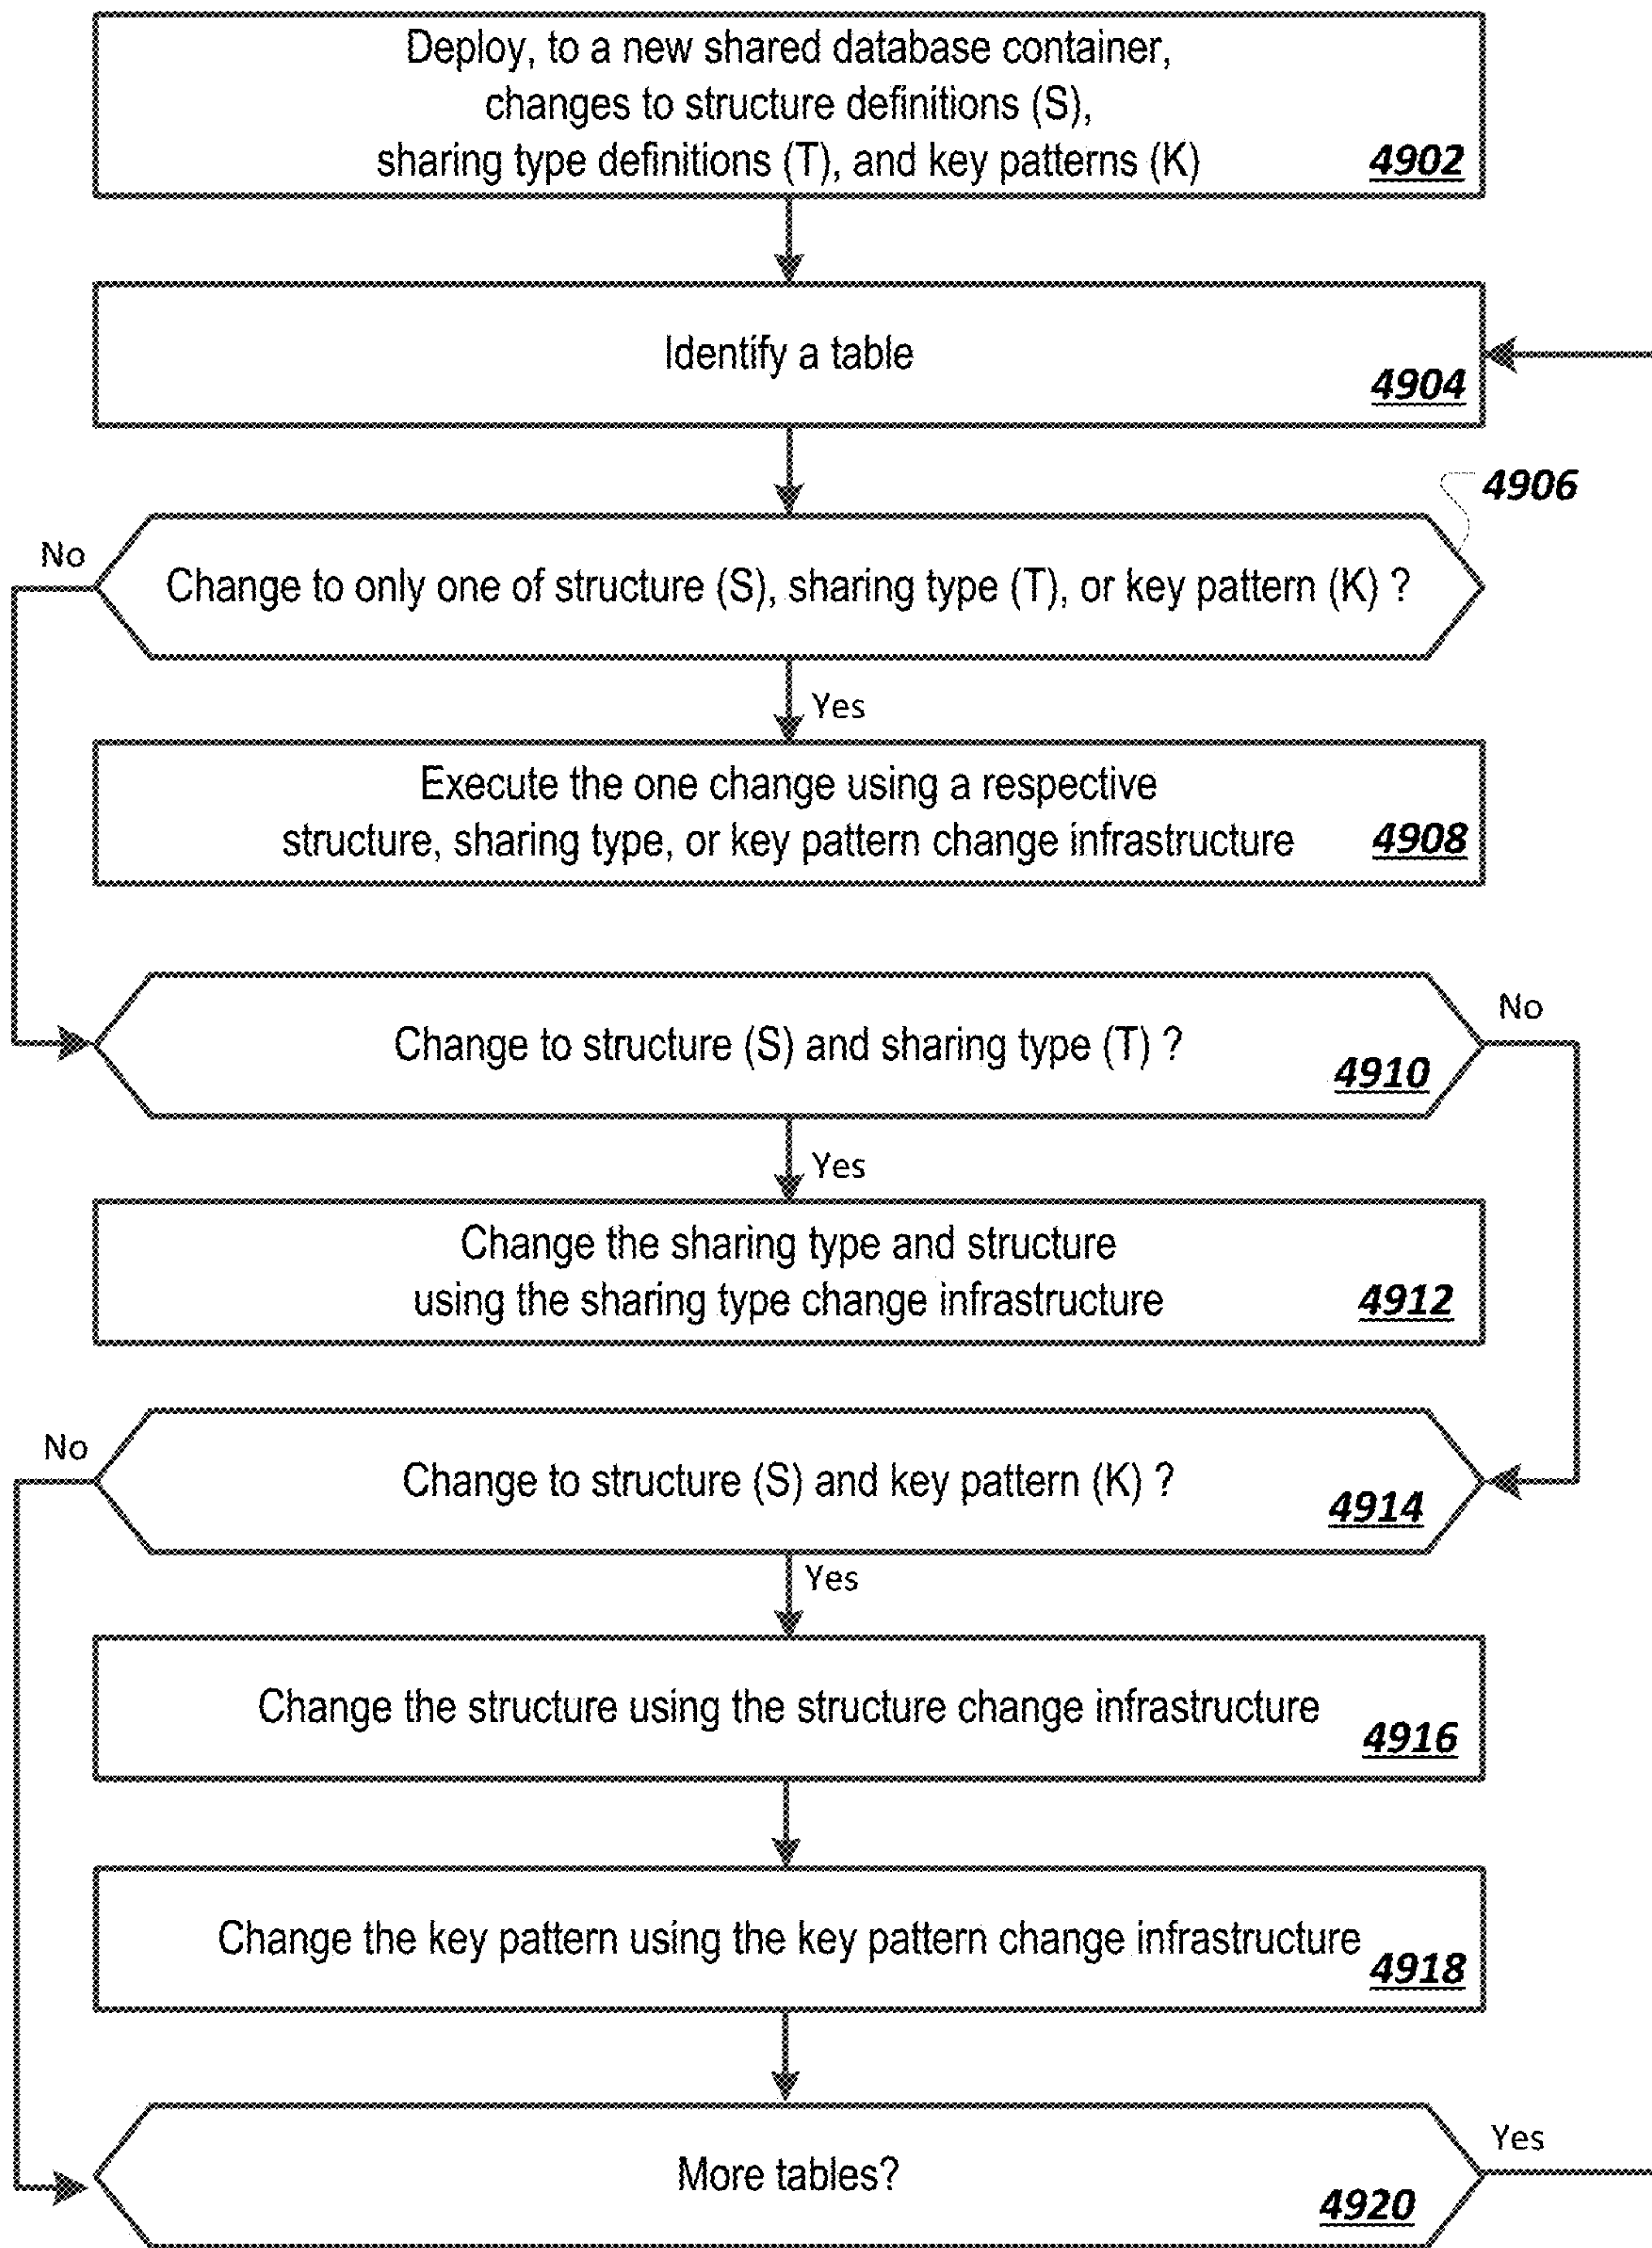 Deploy, to a new shared database container,
changes to structure definitions (S),
sharing type definitions (T), and key patterns (K)
4902
Identify a table
4904
4906
No
Change to only one of structure (S), sharing type (T), or key pattern (K) ?
Yes
Execute the one change using a respective
structure, sharing type, or key pattern change infrastructure
4908
No
Change to structure (S) and sharing type (T) ?
4910
Yes
Change the sharing type and structure
using the sharing type change infrastructure
4912
No
Change to structure (S) and key pattern (K) ?
4914
Yes
Change the structure using the structure change infrastructure
4916
Change the key pattern using the key pattern change infrastructure
4918
Yes
More tables?
4920